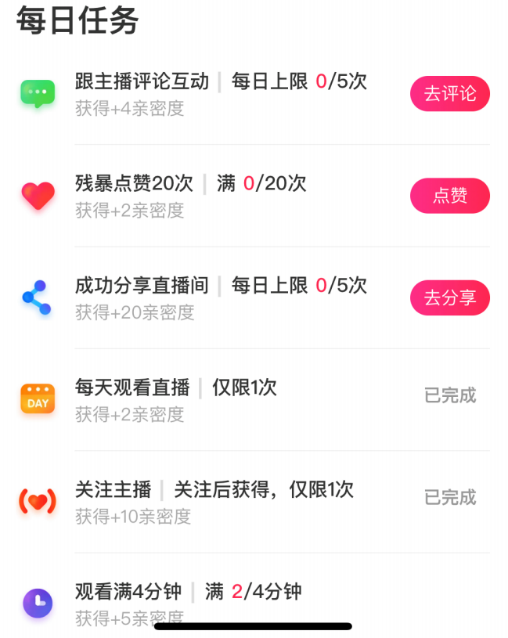 每日任务
跟主播评论互动 | 每日上限 0/5次
获得+4亲密度
去评论
残暴点赞20次 | 满 0/20次
获得+2亲密度
点赞
成功分享直播间 | 每日上限 0/5次
获得+20亲密度
去分享
DAY
每天观看直播 | 仅限1次
获得+2亲密度
已完成
关注主播 | 关注后获得，仅限1次
获得+10亲密度
已完成
观看满4分钟 | 满 2/4分钟
获得+5亲密度